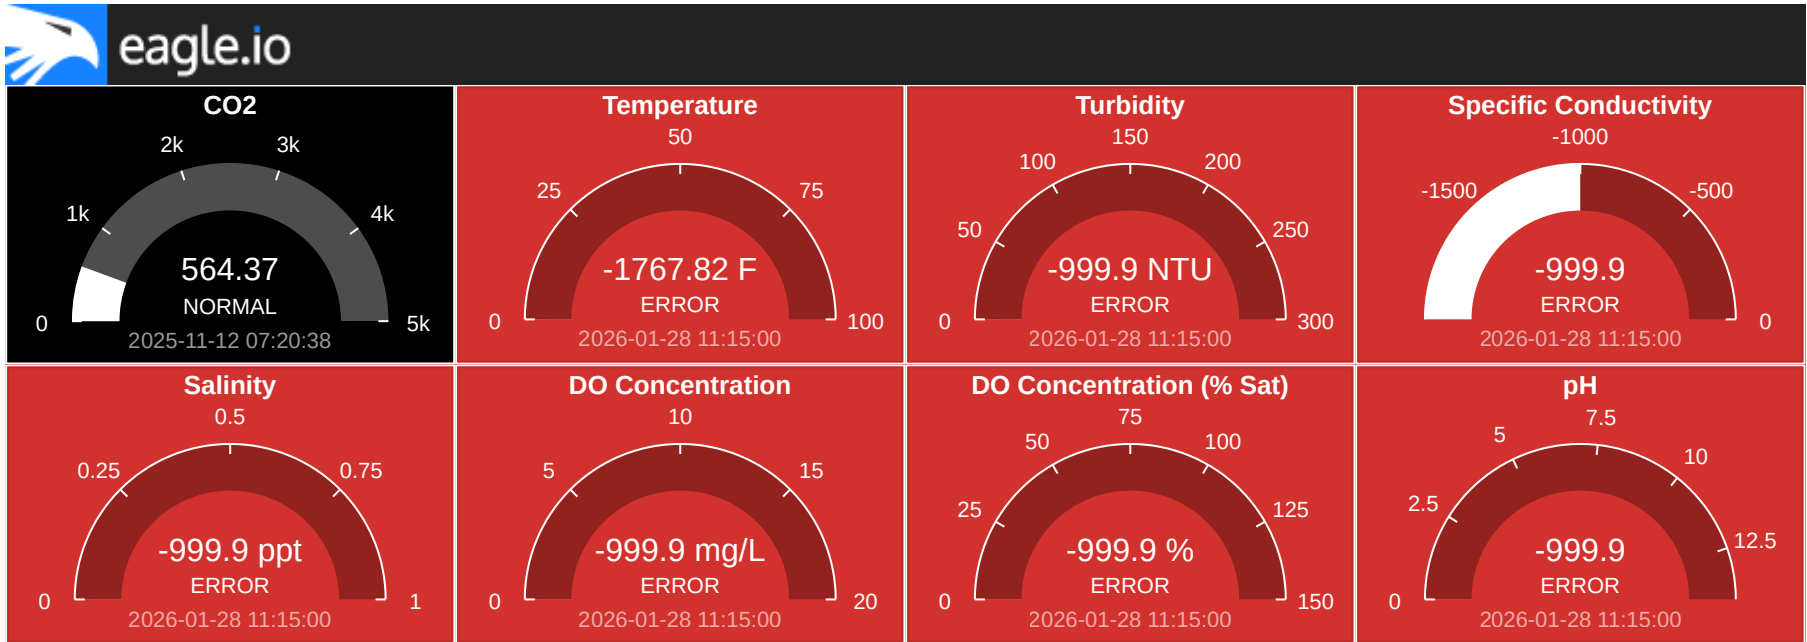 eagle.io
CO2
0
1k
2k
3k
4k
5k
564.37
NORMAL
2025-11-12 07:20:38
Temperature
0
25
50
75
100
-1767.82 F
ERROR
2026-01-28 11:15:00
Turbidity
0
50
100
150
200
250
300
-999.9 NTU
ERROR
2026-01-28 11:15:00
Specific Conductivity
-1500
-1000
-500
0
-999.9
ERROR
2026-01-28 11:15:00
Salinity
0
0.25
0.5
0.75
1
-999.9 ppt
ERROR
2026-01-28 11:15:00
DO Concentration
0
5
10
15
20
-999.9 mg/L
ERROR
2026-01-28 11:15:00
DO Concentration (% Sat)
0
25
50
75
100
125
150
-999.9 %
ERROR
2026-01-28 11:15:00
pH
0
2.5
5
7.5
10
12.5
-999.9
ERROR
2026-01-28 11:15:00